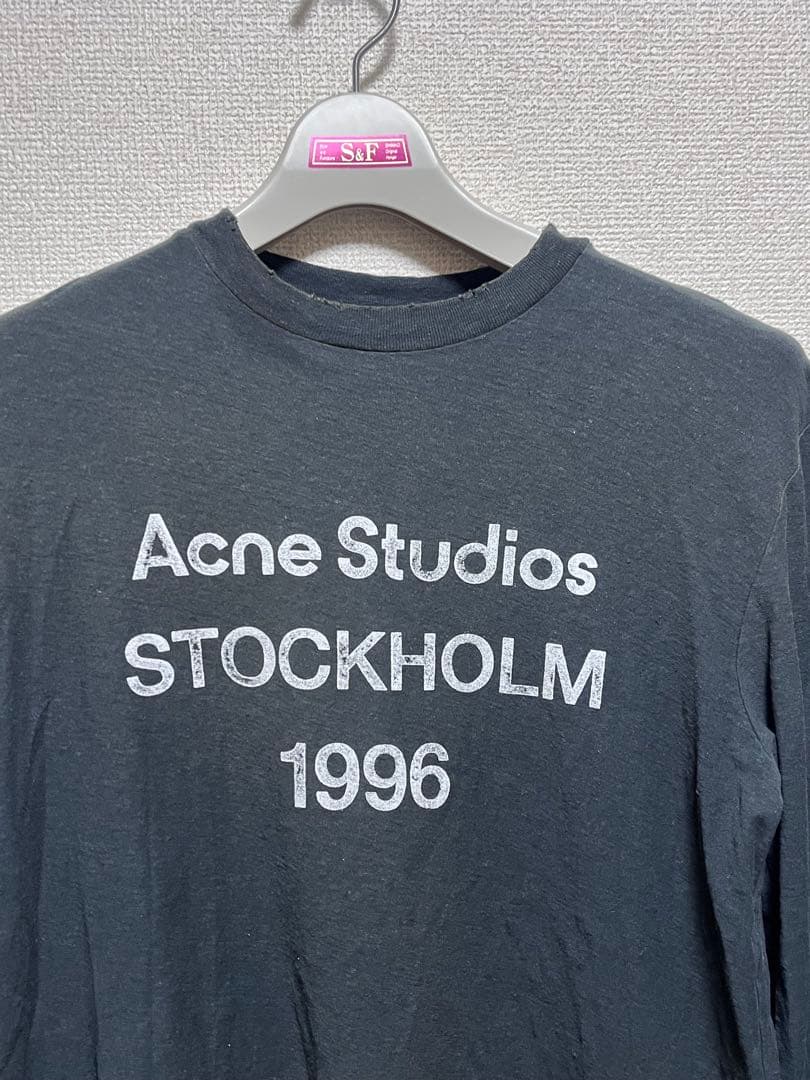 S&F
Acne Studios
STOCKHOLM
1996